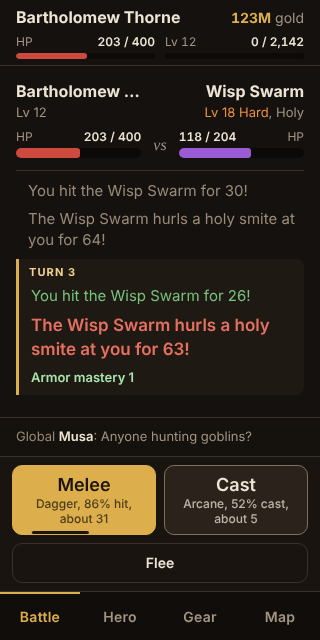 Bartholomew Thorne 123M gold
HP 203 / 400 Lv 12 0 / 2,142
Bartholomew ... Wisp Swarm
Lv 12 Lv 18 Hard, Holy
HP 203 / 400 vs 118 / 204 HP
You hit the Wisp Swarm for 30!
The Wisp Swarm hurls a holy smite at
you for 64!
TURN 3
You hit the Wisp Swarm for 26!
The Wisp Swarm hurls a holy
smite at you for 63!
Armor mastery 1
Global Musa: Anyone hunting goblins?
Melee Cast
Dagger, 86% hit, Arcane, 52% cast,
about 31 about 5
Flee
Battle Hero Gear Map